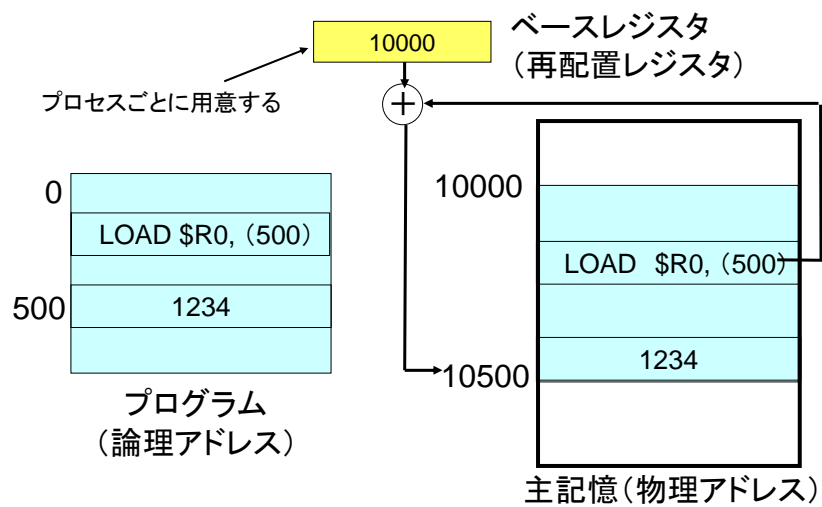 10000
ベースレジスタ
（再配置レジスタ）
プロセスごとに用意する
+
0
LOAD $R0,（500）
500
1234
プログラム
（論理アドレス）
10000
LOAD $R0,（500）
1234
10500
主記憶（物理アドレス）